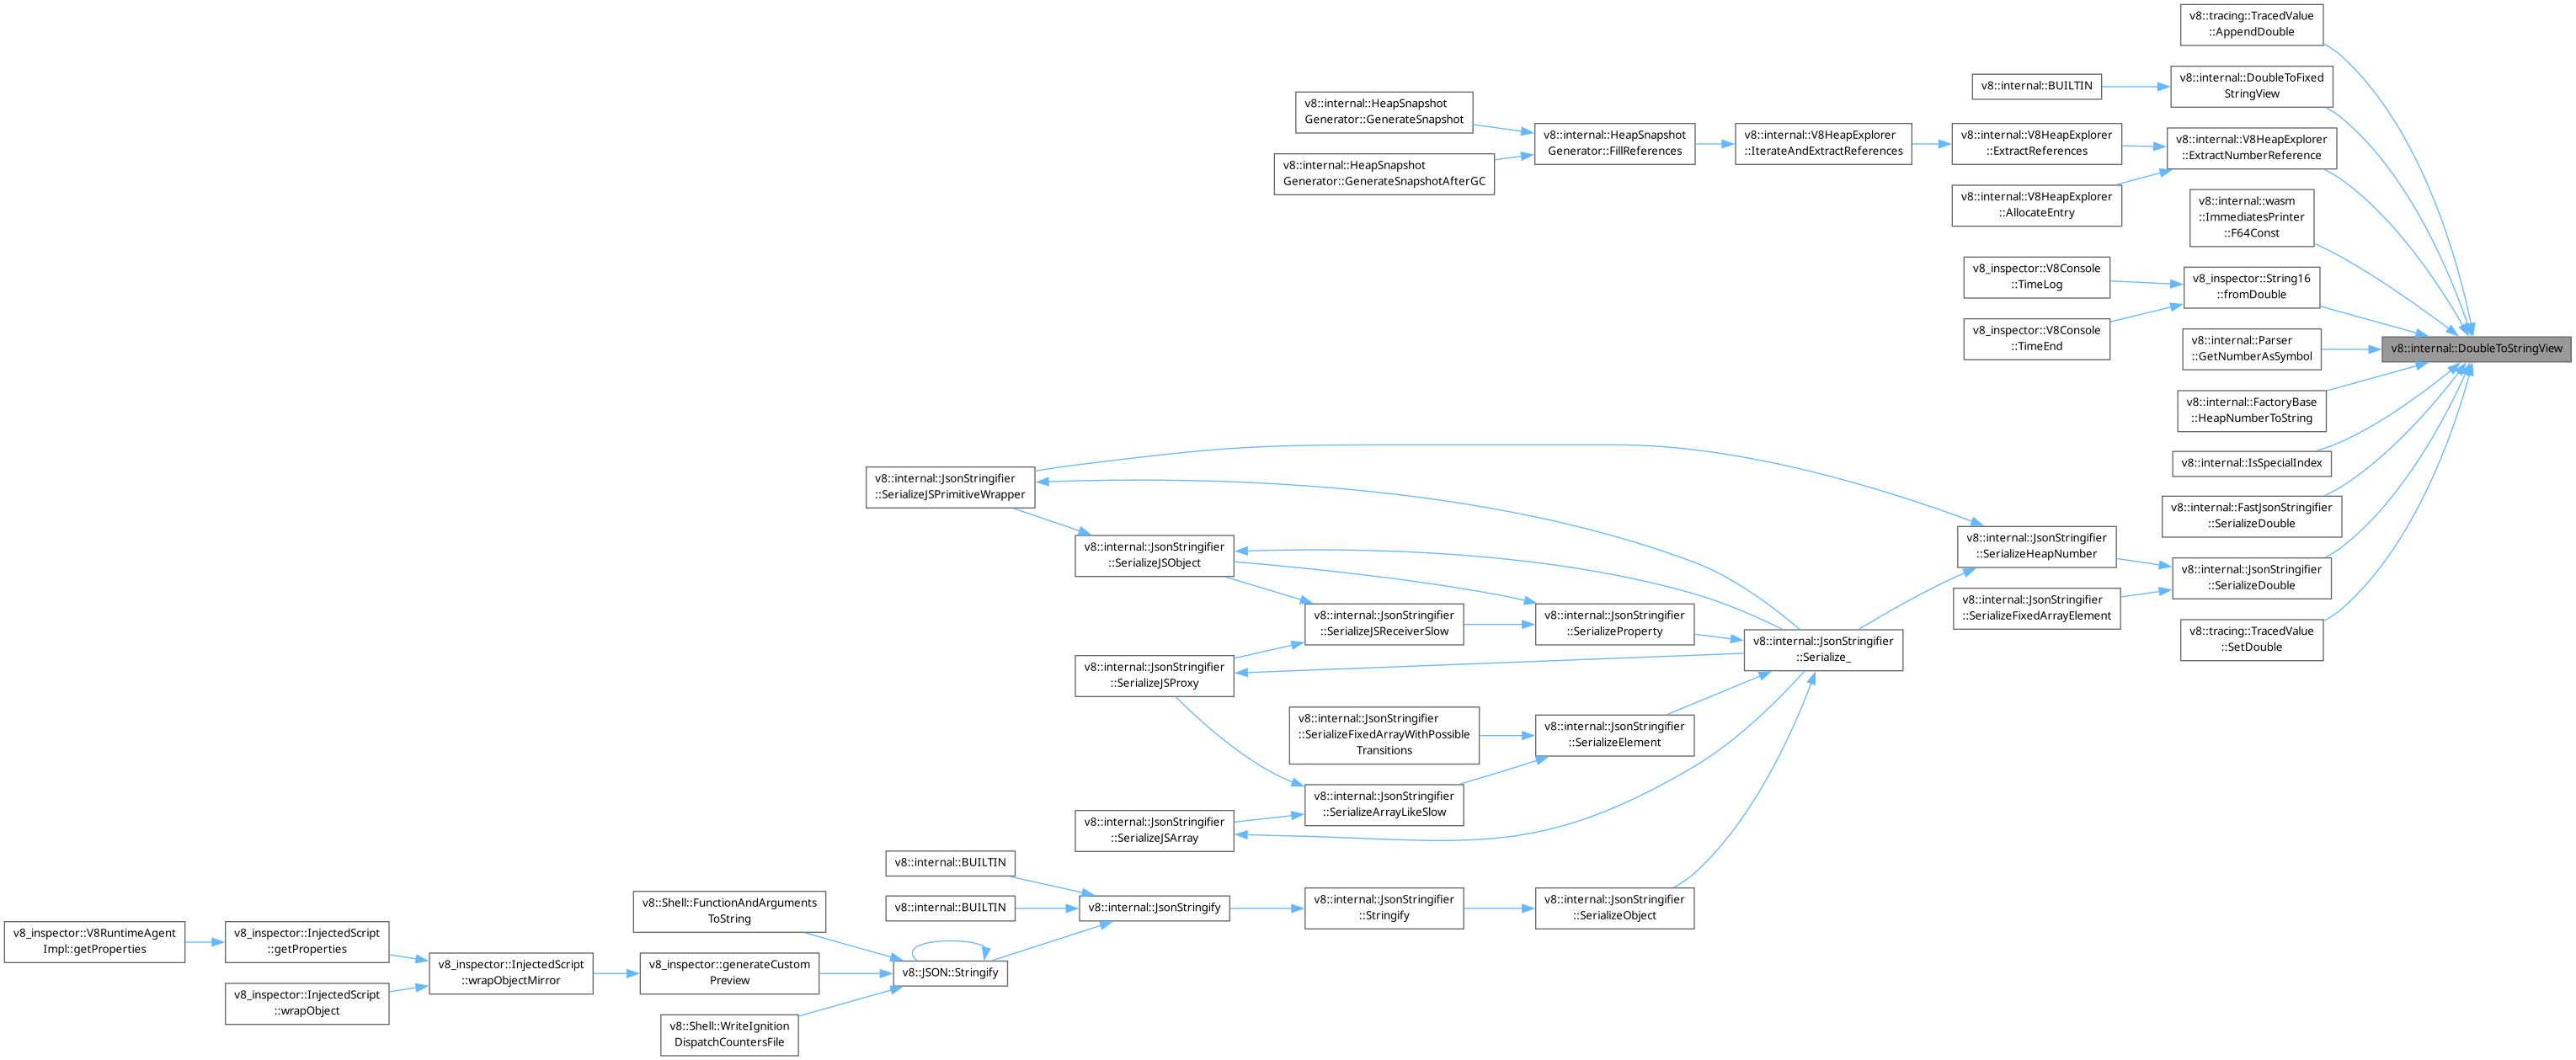 v8::tracing::TracedValue
::AppendDouble
v8::internal::DoubleToFixed
StringView
v8::internal::BUILTIN
v8::internal::HeapSnapshot
Generator::GenerateSnapshot
v8::internal::HeapSnapshot
Generator::FillReferences
v8::internal::V8HeapExplorer
::IterateAndExtractReferences
v8::internal::V8HeapExplorer
::ExtractReferences
v8::internal::V8HeapExplorer
::ExtractNumberReference
v8::internal::HeapSnapshot
Generator::GenerateSnapshotAfterGC
v8::internal::V8HeapExplorer
::AllocateEntry
v8::internal::wasm
::ImmediatesPrinter
::F64Const
v8_inspector::V8Console
::TimeLog
v8_inspector::String16
::fromDouble
v8_inspector::V8Console
::TimeEnd
v8::internal::Parser
::GetNumberAsSymbol
v8::internal::DoubleToStringView
v8::internal::FactoryBase
::HeapNumberToString
v8::internal::IsSpecialIndex
v8::internal::JsonStringifier
::SerializeJSPrimitiveWrapper
v8::internal::FastJsonStringifier
::SerializeDouble
v8::internal::JsonStringifier
::SerializeJSObject
v8::internal::JsonStringifier
::SerializeHeapNumber
v8::internal::JsonStringifier
::SerializeDouble
v8::internal::JsonStringifier
::SerializeFixedArrayElement
v8::internal::JsonStringifier
::SerializeJSReceiverSlow
v8::internal::JsonStringifier
::SerializeProperty
v8::internal::JsonStringifier
::Serialize_
v8::tracing::TracedValue
::SetDouble
v8::internal::JsonStringifier
::SerializeJSProxy
v8::internal::JsonStringifier
::SerializeFixedArrayWithPossible
Transitions
v8::internal::JsonStringifier
::SerializeElement
v8::internal::JsonStringifier
::SerializeArrayLikeSlow
v8::internal::JsonStringifier
::SerializeJSArray
v8::internal::BUILTIN
v8::internal::BUILTIN
v8::internal::JsonStringify
v8::internal::JsonStringifier
::Stringify
v8::internal::JsonStringifier
::SerializeObject
v8::Shell::FunctionAndArguments
ToString
v8_inspector::V8RuntimeAgent
Impl::getProperties
v8_inspector::InjectedScript
::getProperties
v8_inspector::InjectedScript
::wrapObjectMirror
v8_inspector::generateCustom
Preview
v8::JSON::Stringify
v8_inspector::InjectedScript
::wrapObject
v8::Shell::WriteIgnition
DispatchCountersFile